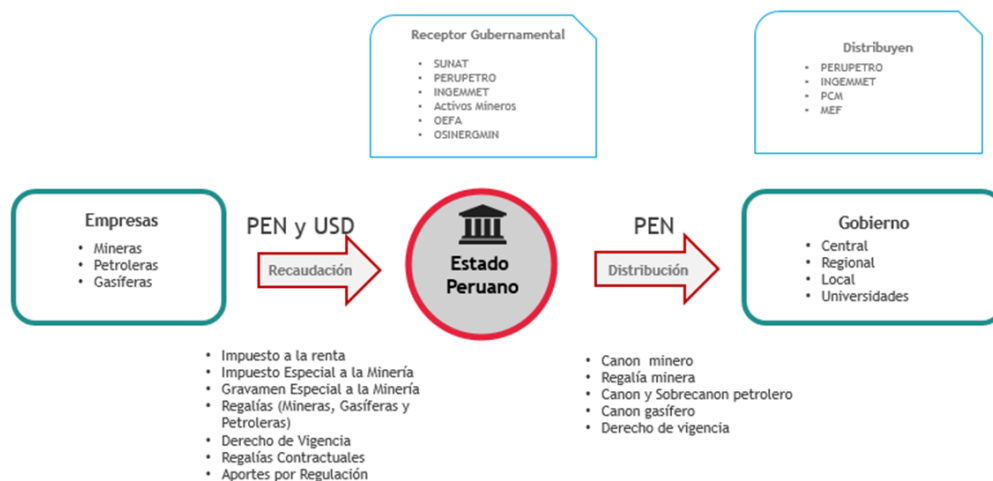 Receptor Gubernamental
• SUNAT
• PERUPETRO
• INGEMMET
• Activos Mineros
• OEFA
• OSINERGMIN
Distribuyen
• PERUPETRO
• INGEMMET
• PCM
• MEF
Empresas
• Mineras
• Petroleras
• Gasíferas
PEN y USD
Recaudación
Estado
Peruano
PEN
Distribución
Gobierno
• Central
• Regional
• Local
• Universidades
• Impuesto a la renta
• Impuesto Especial a la Minería
• Gravamen Especial a la Minería
• Regalías (Mineras, Gasíferas y
Petroleras)
• Derecho de Vigencia
• Regalías Contractuales
• Aportes por Regulación
• Canon minero
• Regalía minera
• Canon y Sobrecanon petrolero
• Canon gasífero
• Derecho de vigencia